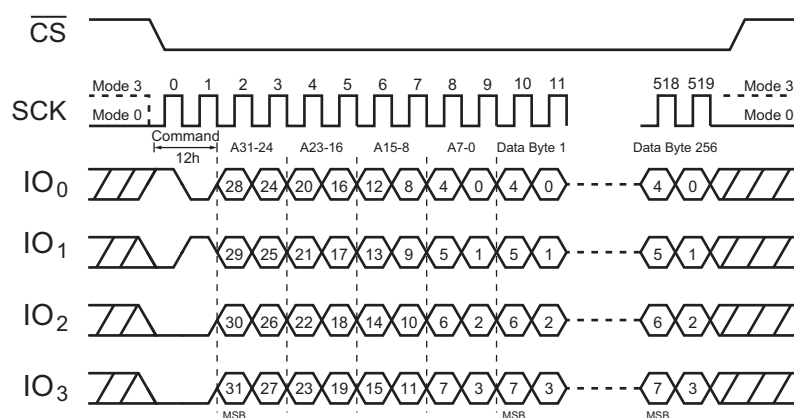 CS
Mode 3 0 1 2 3 4 5 6 7 8 9 10 11 518 519 Mode 3
SCK
Mode 0 Mode 0
Command A31-24 A23-16 A15-8 A7-0 Data Byte 1 Data Byte 256
12h
IO0 28 24 20 16 12 8 4 0 4 0 4 0
IO1 29 25 21 17 13 9 5 1 5 1 5 1
IO2 30 26 22 18 14 10 6 2 6 2 6 2
IO3 31 27 23 19 15 11 7 3 7 3 7 3
MSB MSB MSB